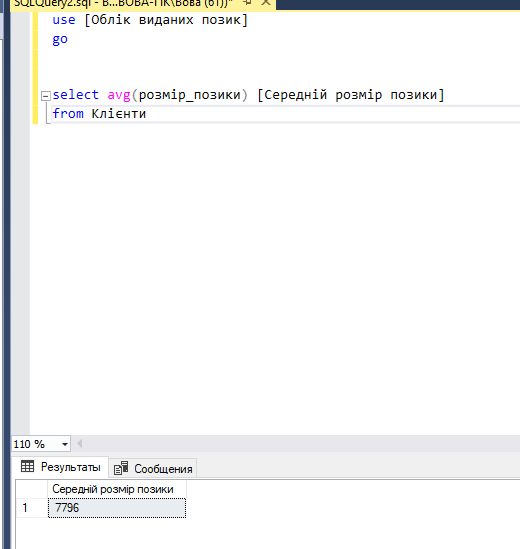 SQLQuery2.sql - B...BOBA-ПК\Вова (61))*
use [Облік виданих позик]
go
select avg(розмір_позики) [Середній розмір позики]
from Клієнти
110 %
Результаты
Сообщения
Середній розмір позики
1
7796